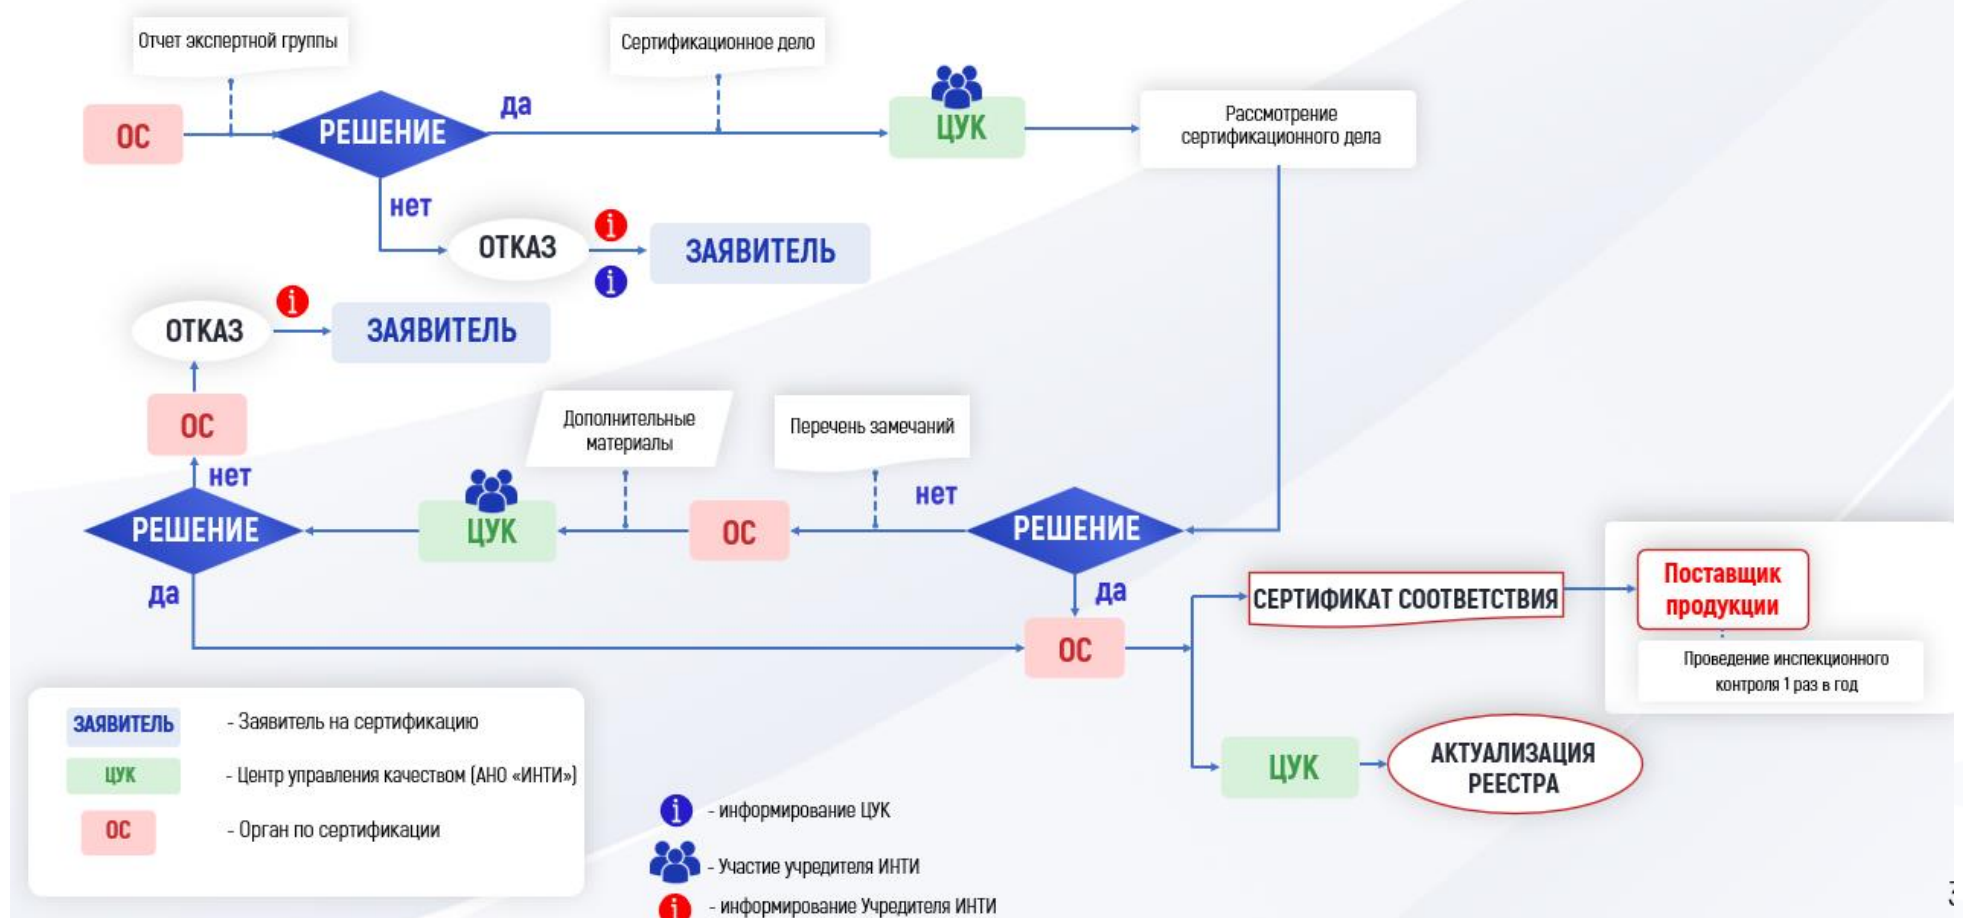 Отчет экспертной группы
Сертификационное дело
ОС
РЕШЕНИЕ
да
ЦУК
Рассмотрение
сертификационного дела
нет
ОТКАЗ
i
i
ЗАЯВИТЕЛЬ
ОТКАЗ
i
ЗАЯВИТЕЛЬ
ОС
нет
РЕШЕНИЕ
да
ЦУК
Дополнительные
материалы
ОС
Перечень замечаний
нет
РЕШЕНИЕ
да
ОС
СЕРТИФИКАТ СООТВЕТСТВИЯ
Поставщик
продукции
Проведение инспекционного
контроля 1 раз в год
ЦУК
АКТУАЛИЗАЦИЯ
РЕЕСТРА
ЗАЯВИТЕЛЬ - Заявитель на сертификацию
ЦУК - Центр управления качеством (АНО «ИНТИ»)
ОС - Орган по сертификации
i - информирование ЦУК
- Участие учредителя ИНТИ
i - информирование Учредителя ИНТИ